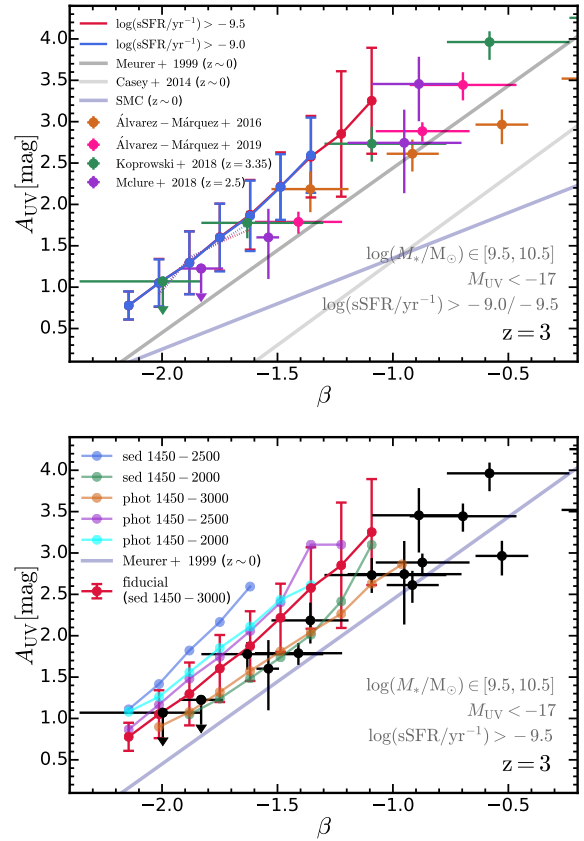 4.0
3.5
3.0
2.5
2.0
1.5
1.0
0.5
A_UV [mag]
log(sSFR/yr⁻¹) > −9.5
log(sSFR/yr⁻¹) > −9.0
Meurer+ 1999 (z∼0)
Casey+ 2014 (z∼0)
SMC (z∼0)
Álvarez−Márquez+ 2016
Álvarez−Márquez+ 2019
Koprowski+ 2018 (z=3.35)
Mclure+ 2018 (z=2.5)
log(M*/M⊙) ∈ [9.5, 10.5]
M_UV < −17
log(sSFR/yr⁻¹) > −9.0/−9.5
z = 3
−2.0 −1.5 −1.0 −0.5
β
4.0
3.5
3.0
2.5
2.0
1.5
1.0
0.5
A_UV [mag]
sed 1450−2500
sed 1450−2000
phot 1450−3000
phot 1450−2500
phot 1450−2000
Meurer+ 1999 (z∼0)
fiducial
(sed 1450−3000)
log(M*/M⊙) ∈ [9.5, 10.5]
M_UV < −17
log(sSFR/yr⁻¹) > −9.5
z = 3
−2.0 −1.5 −1.0 −0.5
β